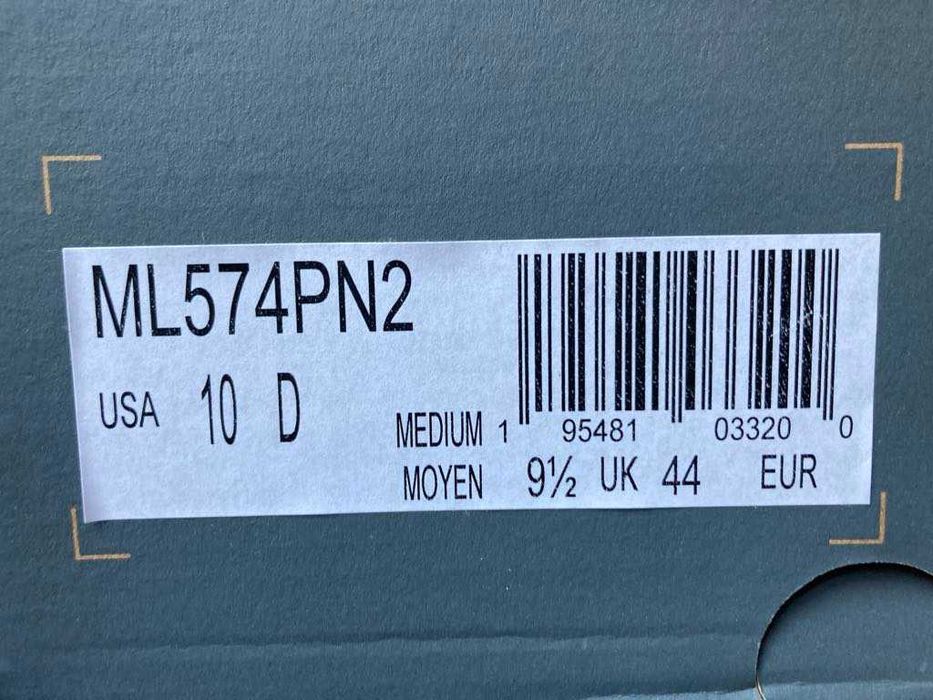 ML574PN2
USA 10 D
MEDIUM 1 95481 03320 0
MOYEN 9½ UK 44 EUR